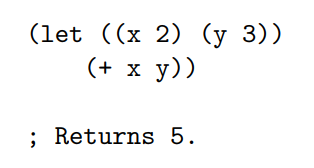 (let ((x 2) (y 3))
    (+ x y))

; Returns 5.